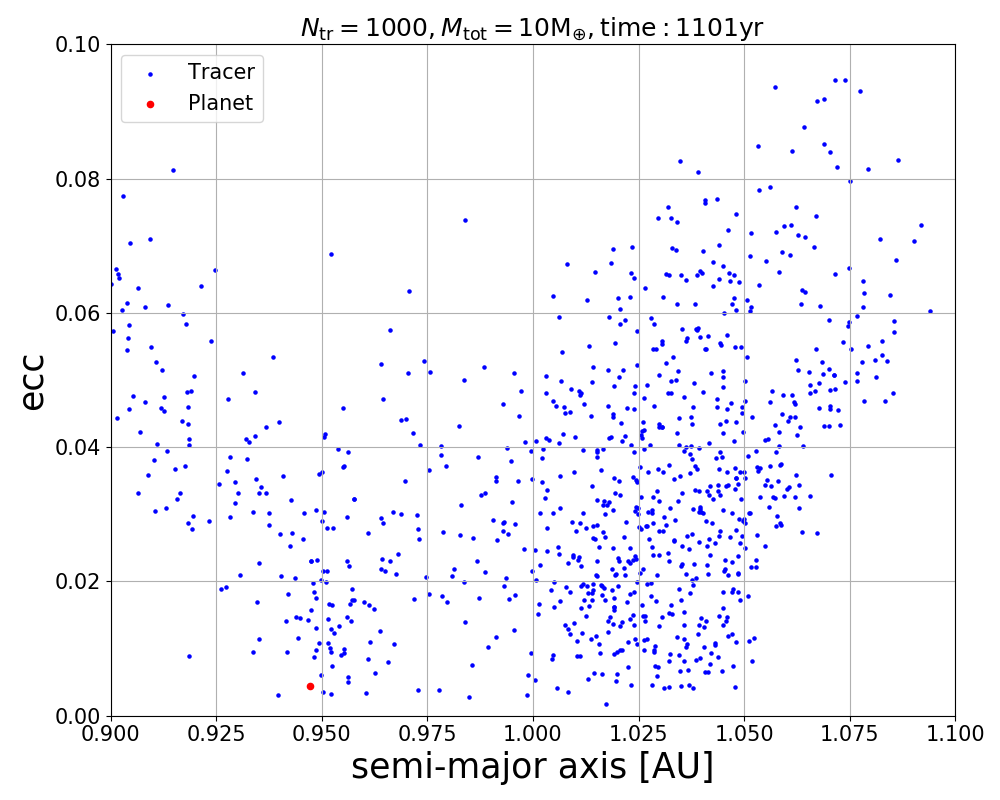 N_tr = 1000, M_tot = 10M_⊕, time : 1101yr
Tracer
Planet
ecc
0.10
0.08
0.06
0.04
0.02
0.00
0.900 0.925 0.950 0.975 1.000 1.025 1.050 1.075 1.100
semi-major axis [AU]